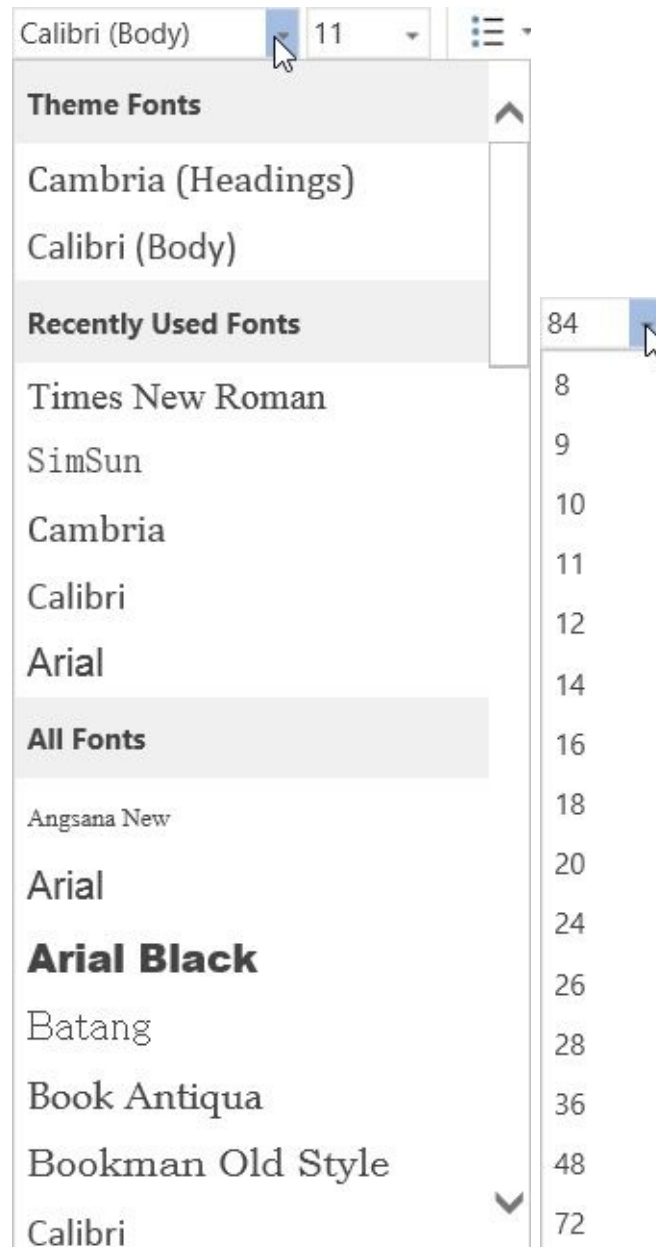 Calibri (Body) 11
Theme Fonts
Cambria (Headings)
Calibri (Body)
Recently Used Fonts
Times New Roman
SimSun
Cambria
Calibri
Arial
All Fonts
Angsana New
Arial
Arial Black
Batang
Book Antiqua
Bookman Old Style
Calibri
84
8
9
10
11
12
14
16
18
20
24
26
28
36
48
72